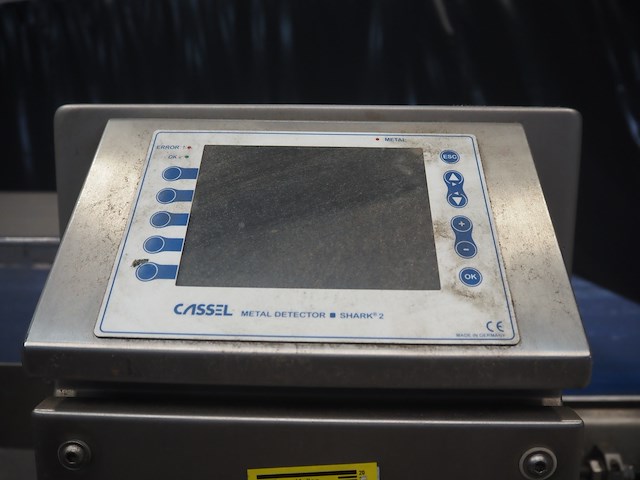 METAL
ERROR !
OK
ESC
+
-
OK
CASSEL METAL DETECTOR ■ SHARK® 2
CE
MADE IN GERMANY